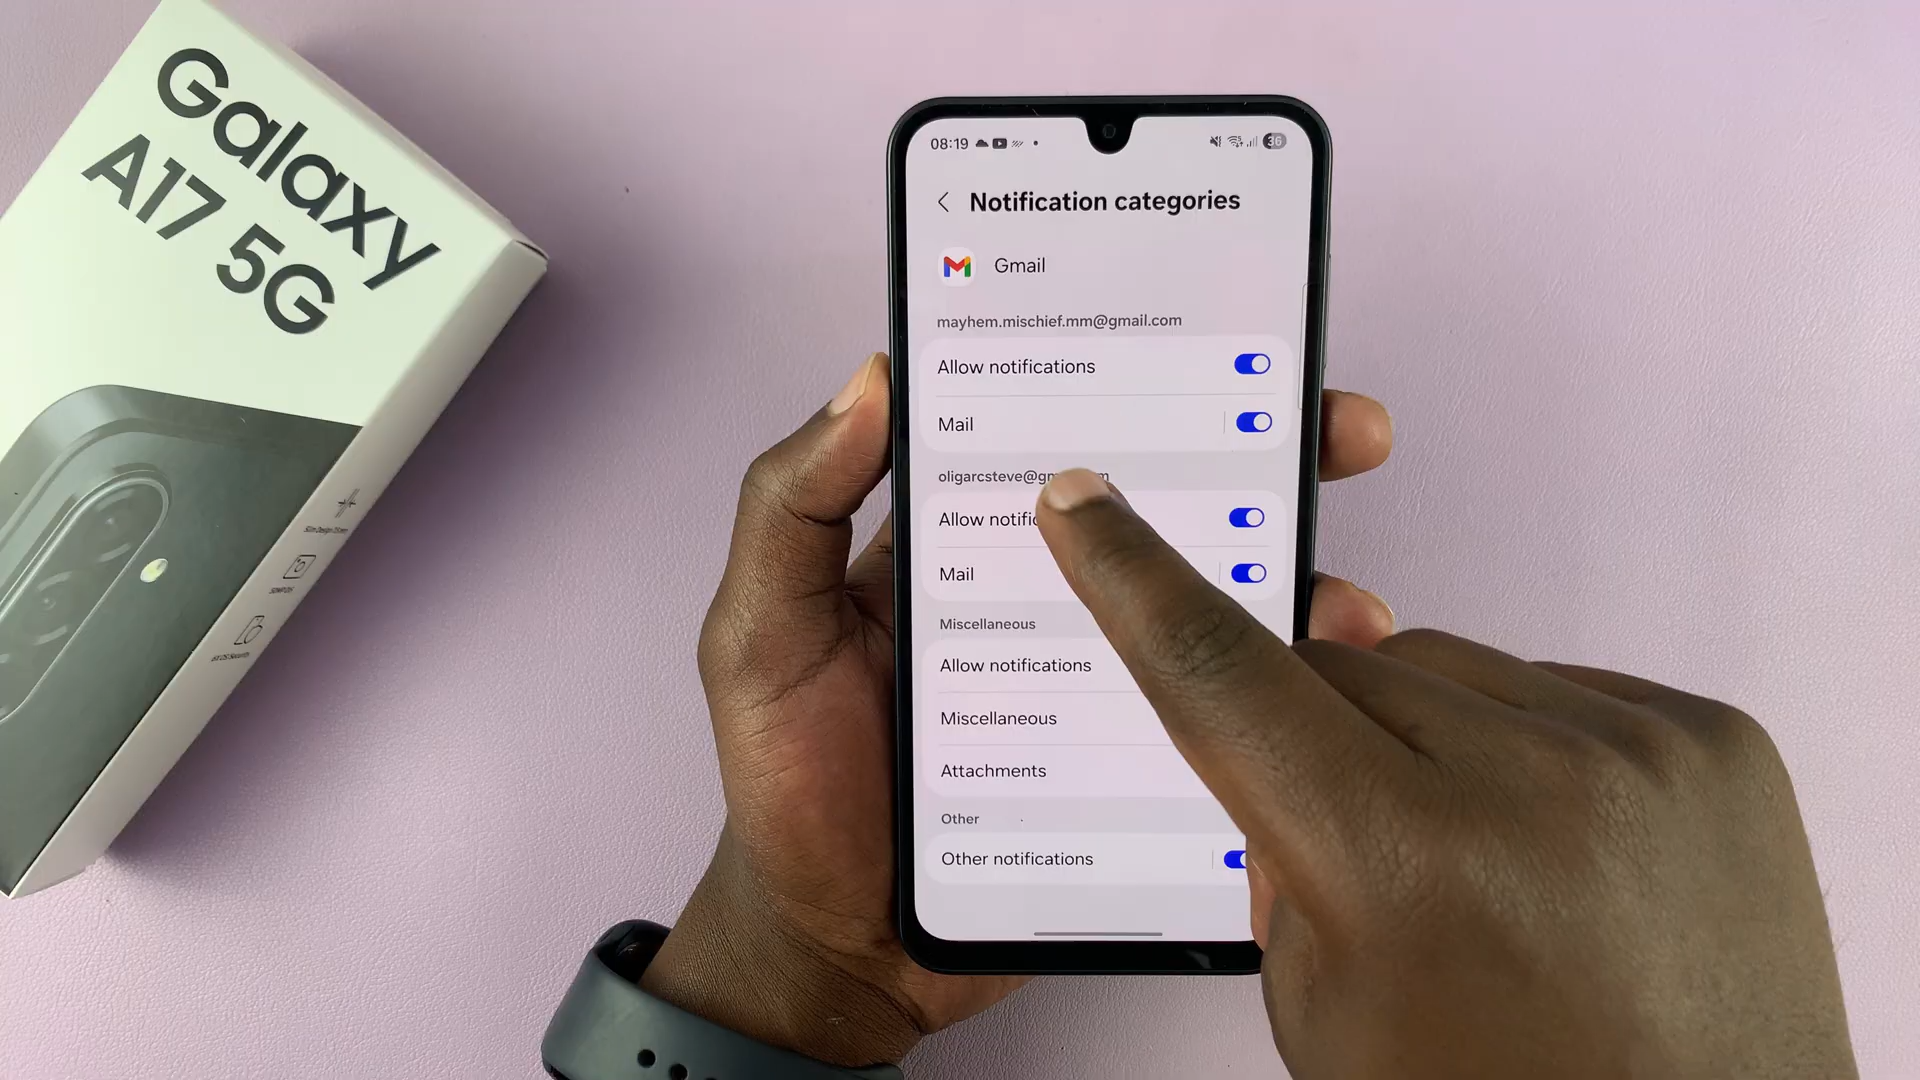 Galaxy
A17 5G
08:19
36
Notification categories
Gmail
mayhem.mischief.mm@gmail.com
Allow notifications
Mail
Allow
Mail
Miscellaneous
Allow notifications
Miscellaneous
Attachments
Other
Other notifications